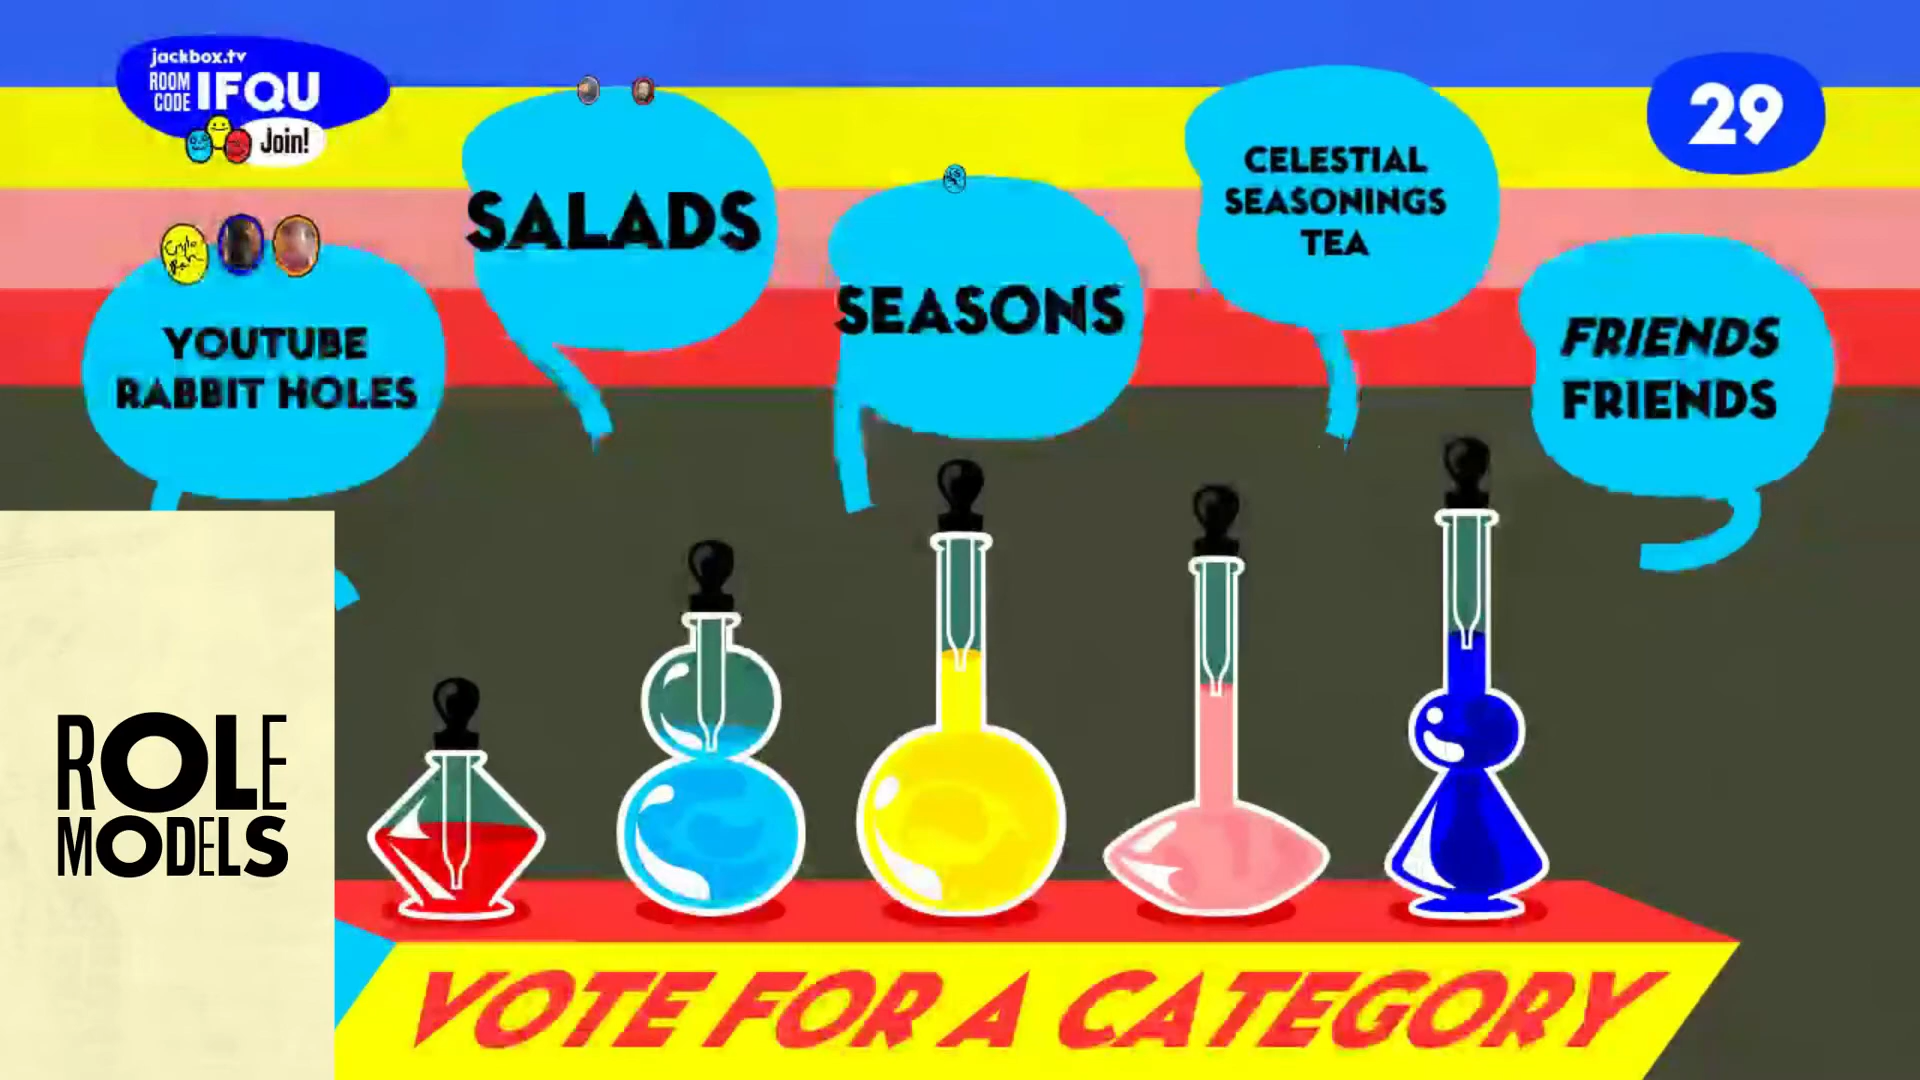 jackbox.tv
ROOM
CODE
IFQU
Join!
29
YOUTUBE
RABBIT HOLES
SALADS
SEASONS
CELESTIAL
SEASONINGS
TEA
FRIENDS
FRIENDS
ROLE
MODELS
VOTE FOR A CATEGORY